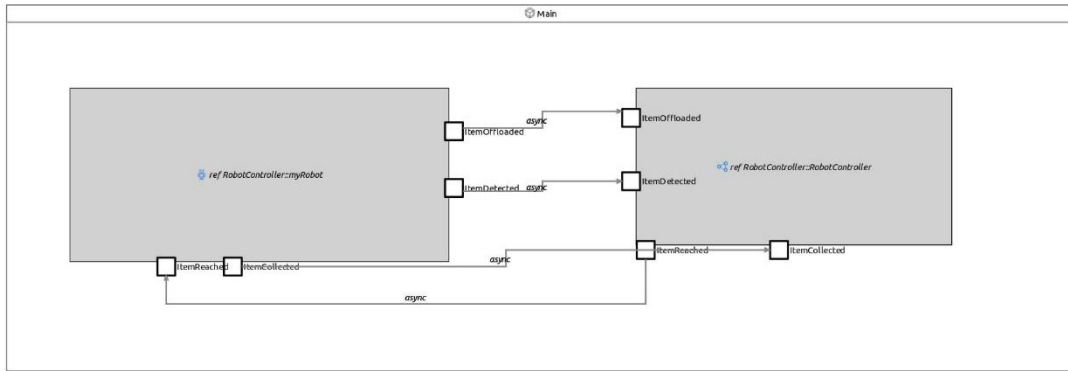 Main
ItemOffloaded
async
ItemOffloaded
ref RobotController::myRobot
ref RobotController::RobotController
ItemDetected
async
ItemDetected
ItemReached
ItemCollected
async
ItemReached
ItemCollected
async